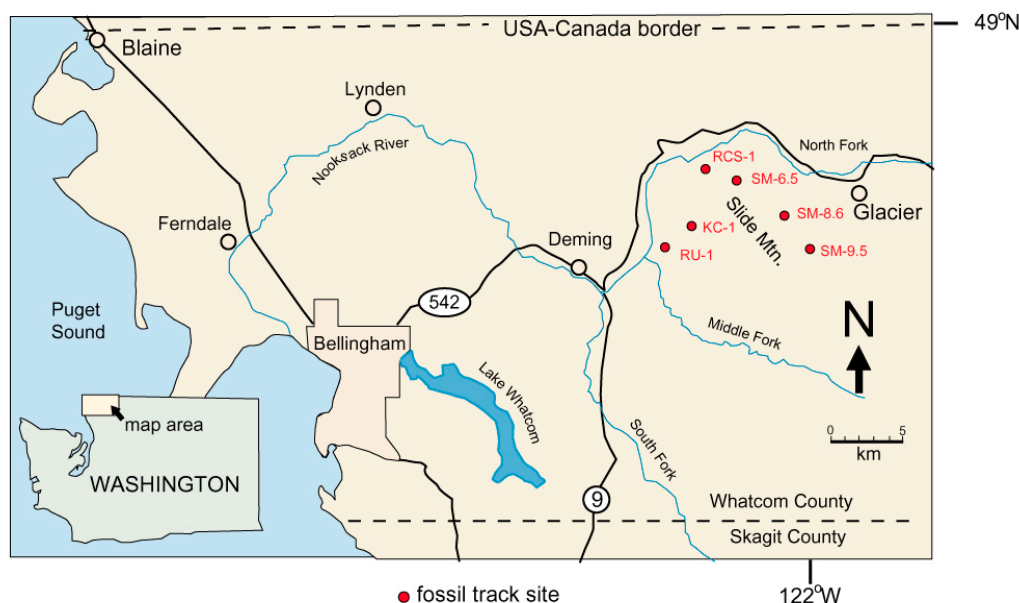 49°N
USA-Canada border
Blaine
Lynden
Nooksack River
North Fork
RCS-1
SM-6.5
Glacier
SM-8.6
Slide Mtn.
KC-1
SM-9.5
RU-1
Ferndale
Deming
542
Puget
Sound
Bellingham
Middle Fork
N
Lake Whatcom
map area
0 5
km
South Fork
WASHINGTON
9
Whatcom County
Skagit County
122°W
fossil track site